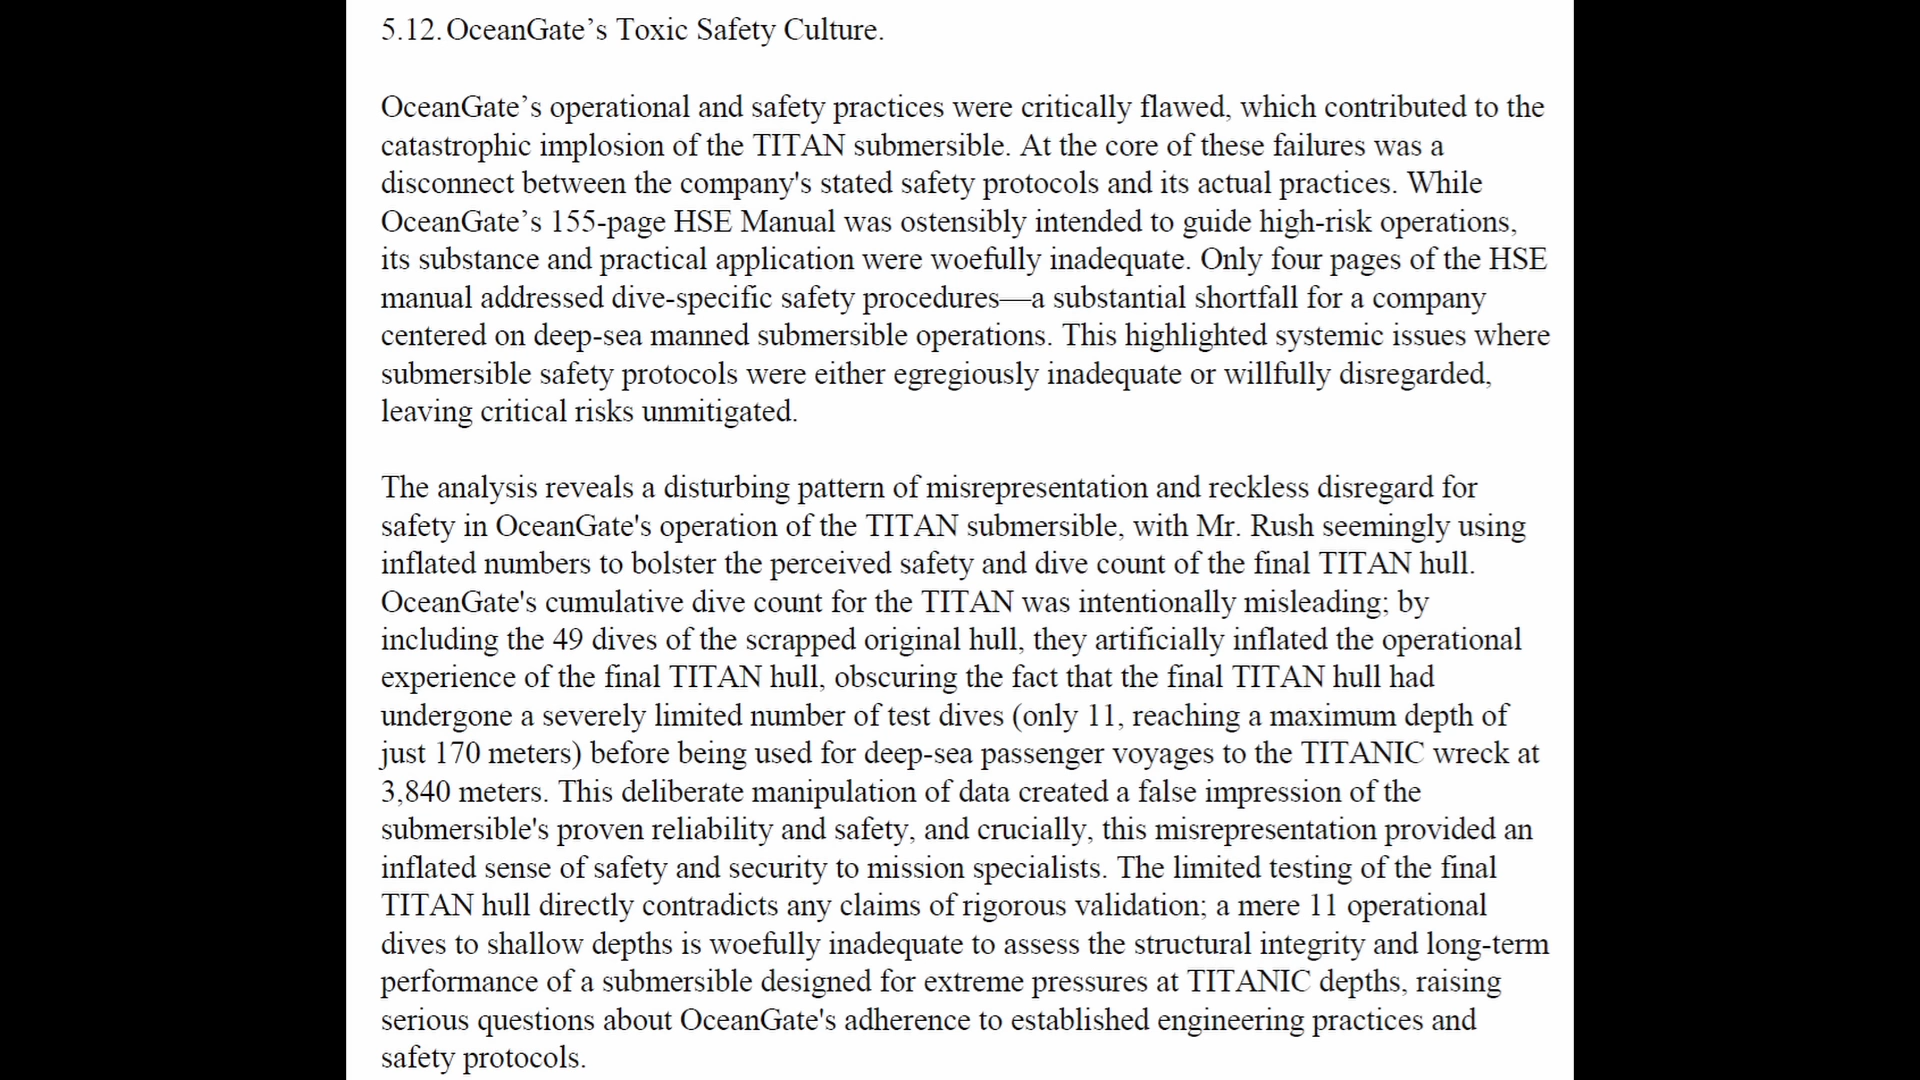 5.12. OceanGate’s Toxic Safety Culture.
OceanGate’s operational and safety practices were critically flawed, which contributed to the
catastrophic implosion of the TITAN submersible. At the core of these failures was a
disconnect between the company's stated safety protocols and its actual practices. While
OceanGate’s 155-page HSE Manual was ostensibly intended to guide high-risk operations,
its substance and practical application were woefully inadequate. Only four pages of the HSE
manual addressed dive-specific safety procedures—a substantial shortfall for a company
centered on deep-sea manned submersible operations. This highlighted systemic issues where
submersible safety protocols were either egregiously inadequate or willfully disregarded,
leaving critical risks unmitigated.
The analysis reveals a disturbing pattern of misrepresentation and reckless disregard for
safety in OceanGate's operation of the TITAN submersible, with Mr. Rush seemingly using
inflated numbers to bolster the perceived safety and dive count of the final TITAN hull.
OceanGate's cumulative dive count for the TITAN was intentionally misleading; by
including the 49 dives of the scrapped original hull, they artificially inflated the operational
experience of the final TITAN hull, obscuring the fact that the final TITAN hull had
undergone a severely limited number of test dives (only 11, reaching a maximum depth of
just 170 meters) before being used for deep-sea passenger voyages to the TITANIC wreck at
3,840 meters. This deliberate manipulation of data created a false impression of the
submersible's proven reliability and safety, and crucially, this misrepresentation provided an
inflated sense of safety and security to mission specialists. The limited testing of the final
TITAN hull directly contradicts any claims of rigorous validation; a mere 11 operational
dives to shallow depths is woefully inadequate to assess the structural integrity and long-term
performance of a submersible designed for extreme pressures at TITANIC depths, raising
serious questions about OceanGate's adherence to established engineering practices and
safety protocols.